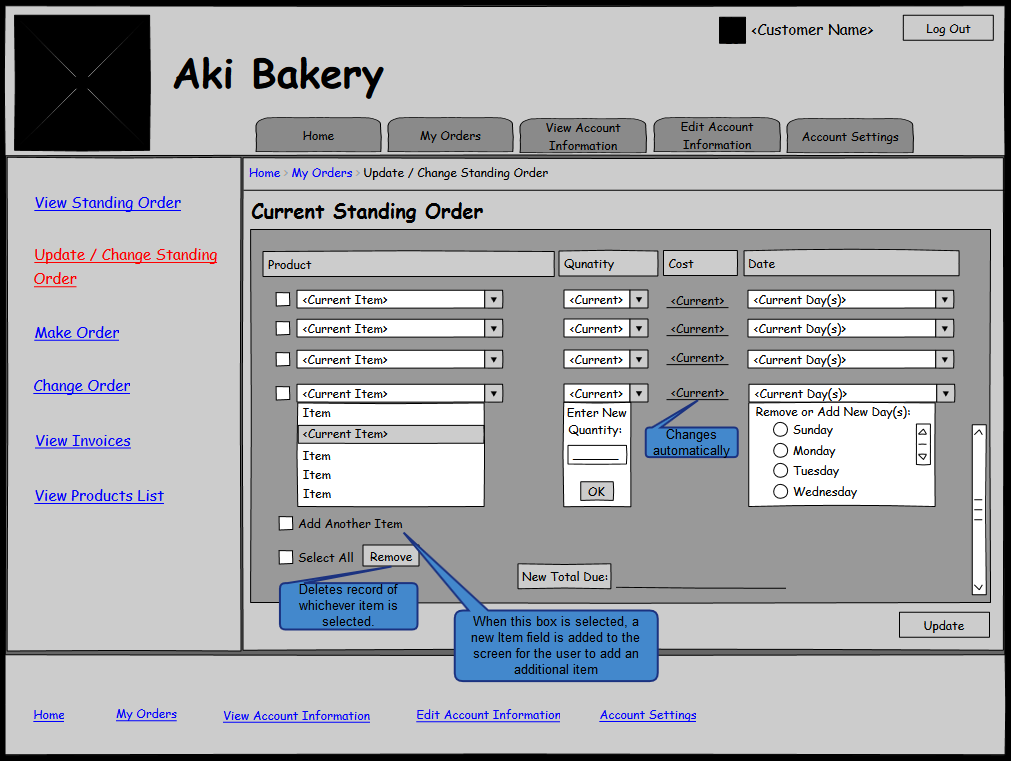 <Customer Name>
Log Out
Aki Bakery
Home
My Orders
View Account
Information
Edit Account
Information
Account Settings
View Standing Order
Update / Change Standing
Order
Make Order
Change Order
View Invoices
View Products List
Home > My Orders > Update / Change Standing Order
Current Standing Order
Product Qunatity Cost Date
<Current Item> <Current> <Current> <Current Day(s)>
<Current Item> <Current> <Current> <Current Day(s)>
<Current Item> <Current> <Current> <Current Day(s)>
<Current Item> <Current> <Current> <Current Day(s)>
Item
<Current Item>
Item
Item
Item
Enter New
Quantity:
OK
Changes
automatically
Remove or Add New Day(s):
Sunday
Monday
Tuesday
Wednesday
Add Another Item
Select All
Remove
New Total Due:
Deletes record of
whichever item is
selected.
When this box is selected, a
new Item field is added to the
screen for the user to add an
additional item
Update
Home
My Orders
View Account Information
Edit Account Information
Account Settings